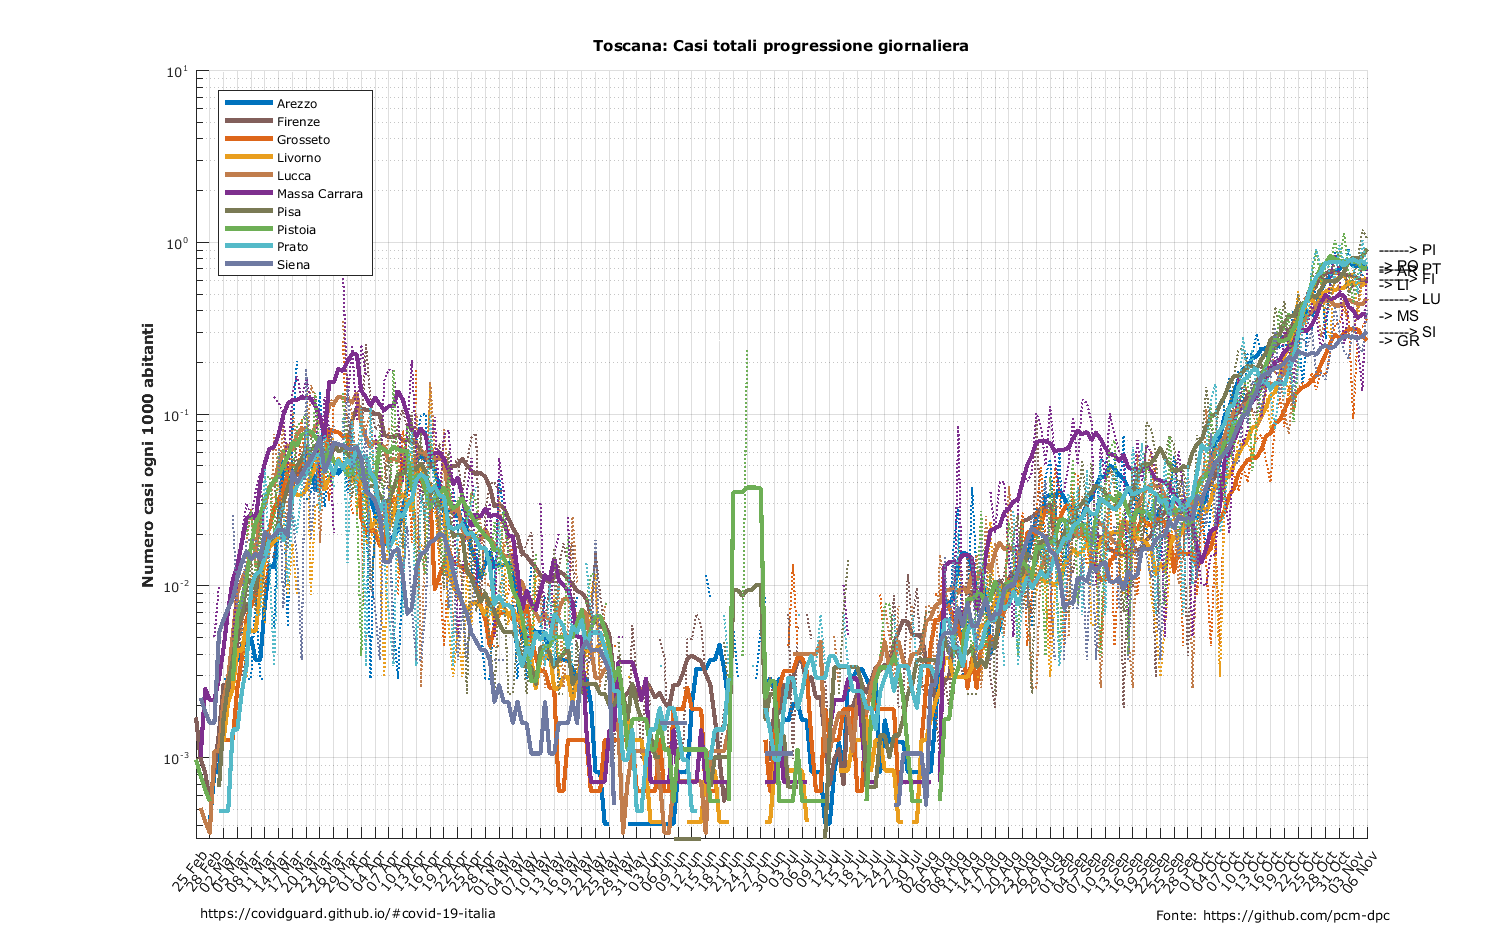 Toscana: Casi totali progressione giornaliera
Numero casi ogni 1000 abitanti
10^1
10^0
10^-1
10^-2
10^-3
Arezzo
Firenze
Grosseto
Livorno
Lucca
Massa Carrara
Pisa
Pistoia
Prato
Siena
------> PI
-> PO
-> AR
------> PT
------> FI
-> LI
------> LU
-> MS
------> SI
-> GR
25 Feb
28 Feb
02 Mar
05 Mar
08 Mar
11 Mar
14 Mar
17 Mar
20 Mar
23 Mar
26 Mar
29 Mar
01 Apr
04 Apr
07 Apr
10 Apr
13 Apr
16 Apr
19 Apr
22 Apr
25 Apr
28 Apr
01 May
04 May
07 May
10 May
13 May
16 May
19 May
22 May
25 May
28 May
31 May
03 Jun
06 Jun
09 Jun
12 Jun
15 Jun
18 Jun
21 Jun
24 Jun
27 Jun
30 Jun
03 Jul
06 Jul
09 Jul
12 Jul
15 Jul
18 Jul
21 Jul
24 Jul
27 Jul
30 Jul
02 Aug
05 Aug
08 Aug
11 Aug
14 Aug
17 Aug
20 Aug
23 Aug
26 Aug
29 Aug
01 Sep
04 Sep
07 Sep
10 Sep
13 Sep
16 Sep
19 Sep
22 Sep
25 Sep
28 Sep
01 Oct
04 Oct
07 Oct
10 Oct
13 Oct
16 Oct
19 Oct
22 Oct
25 Oct
28 Oct
31 Oct
03 Nov
06 Nov
https://covidguard.github.io/#covid-19-italia
Fonte: https://github.com/pcm-dpc